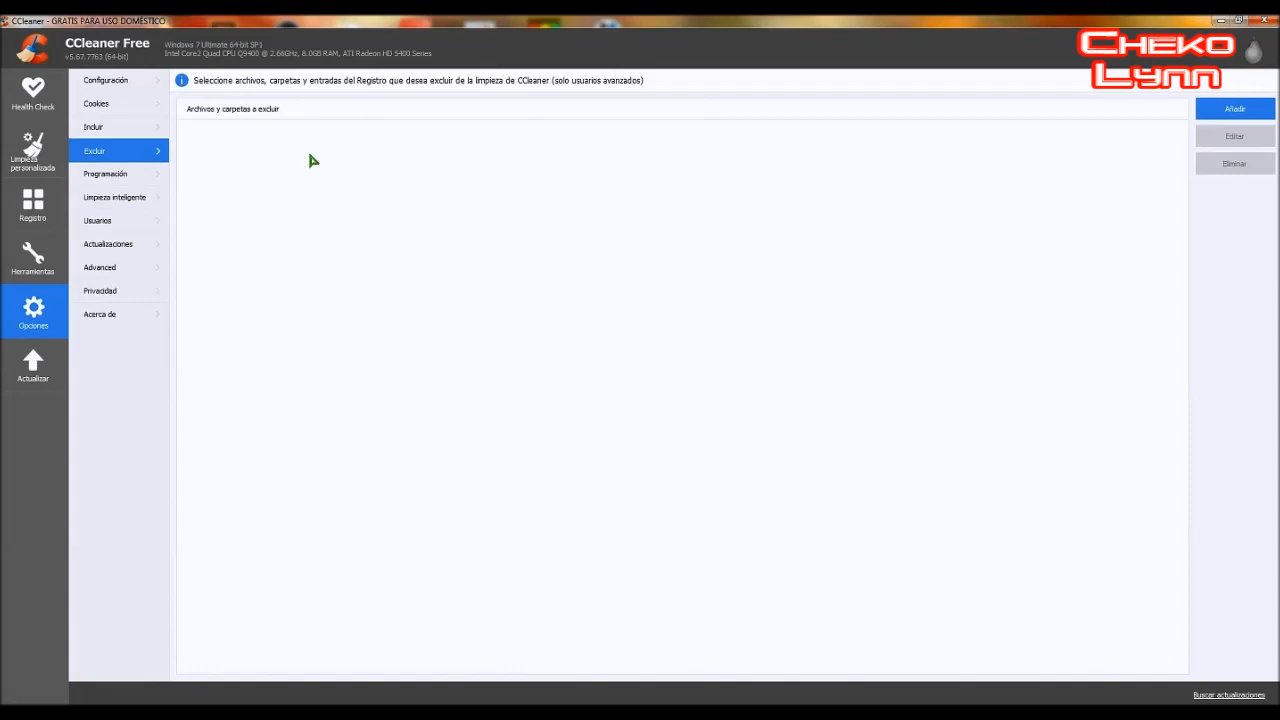 CCleaner - GRATIS PARA USO DOMÉSTICO
CCleaner Free
v5.67.7763 (64-bit)
Windows 7 Ultimate 64-bit SP1
Intel Core2 Quad CPU Q9400 @ 2.66GHz, 8.0GB RAM, ATI Radeon HD 5400 Series
CHEKO
LYNN
Health Check
Limpieza
personalizada
Registro
Herramientas
Opciones
Actualizar
Configuración
Cookies
Incluir
Excluir
Programación
Limpieza inteligente
Usuarios
Actualizaciones
Advanced
Privacidad
Acerca de
Seleccione archivos, carpetas y entradas del Registro que desea excluir de la limpieza de CCleaner (solo usuarios avanzados)
Archivos y carpetas a excluir
Añadir
Editar
Eliminar
Buscar actualizaciones